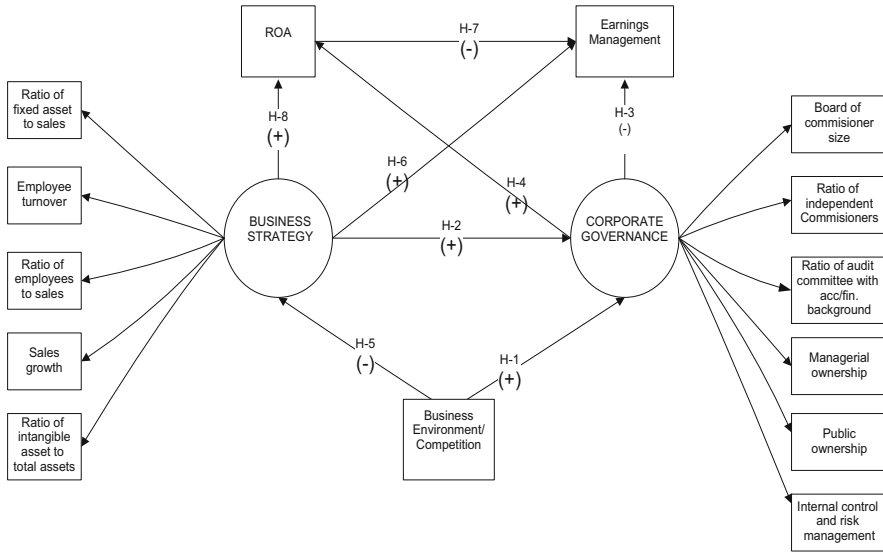 ROA
H-7
(-)
Earnings
Management
Ratio of
fixed asset
to sales
Employee
turnover
Ratio of
employees
to sales
Sales
growth
Ratio of
intangible
asset to
total assets
H-8
(+)
H-3
(-)
H-6
(+)
H-4
(+)
BUSINESS
STRATEGY
H-2
(+)
CORPORATE
GOVERNANCE
H-5
(-)
H-1
(+)
Business
Environment/
Competition
Board of
commisioner
size
Ratio of
independent
Commisioners
Ratio of audit
committee with
acc/fin.
background
Managerial
ownership
Public
ownership
Internal control
and risk
management